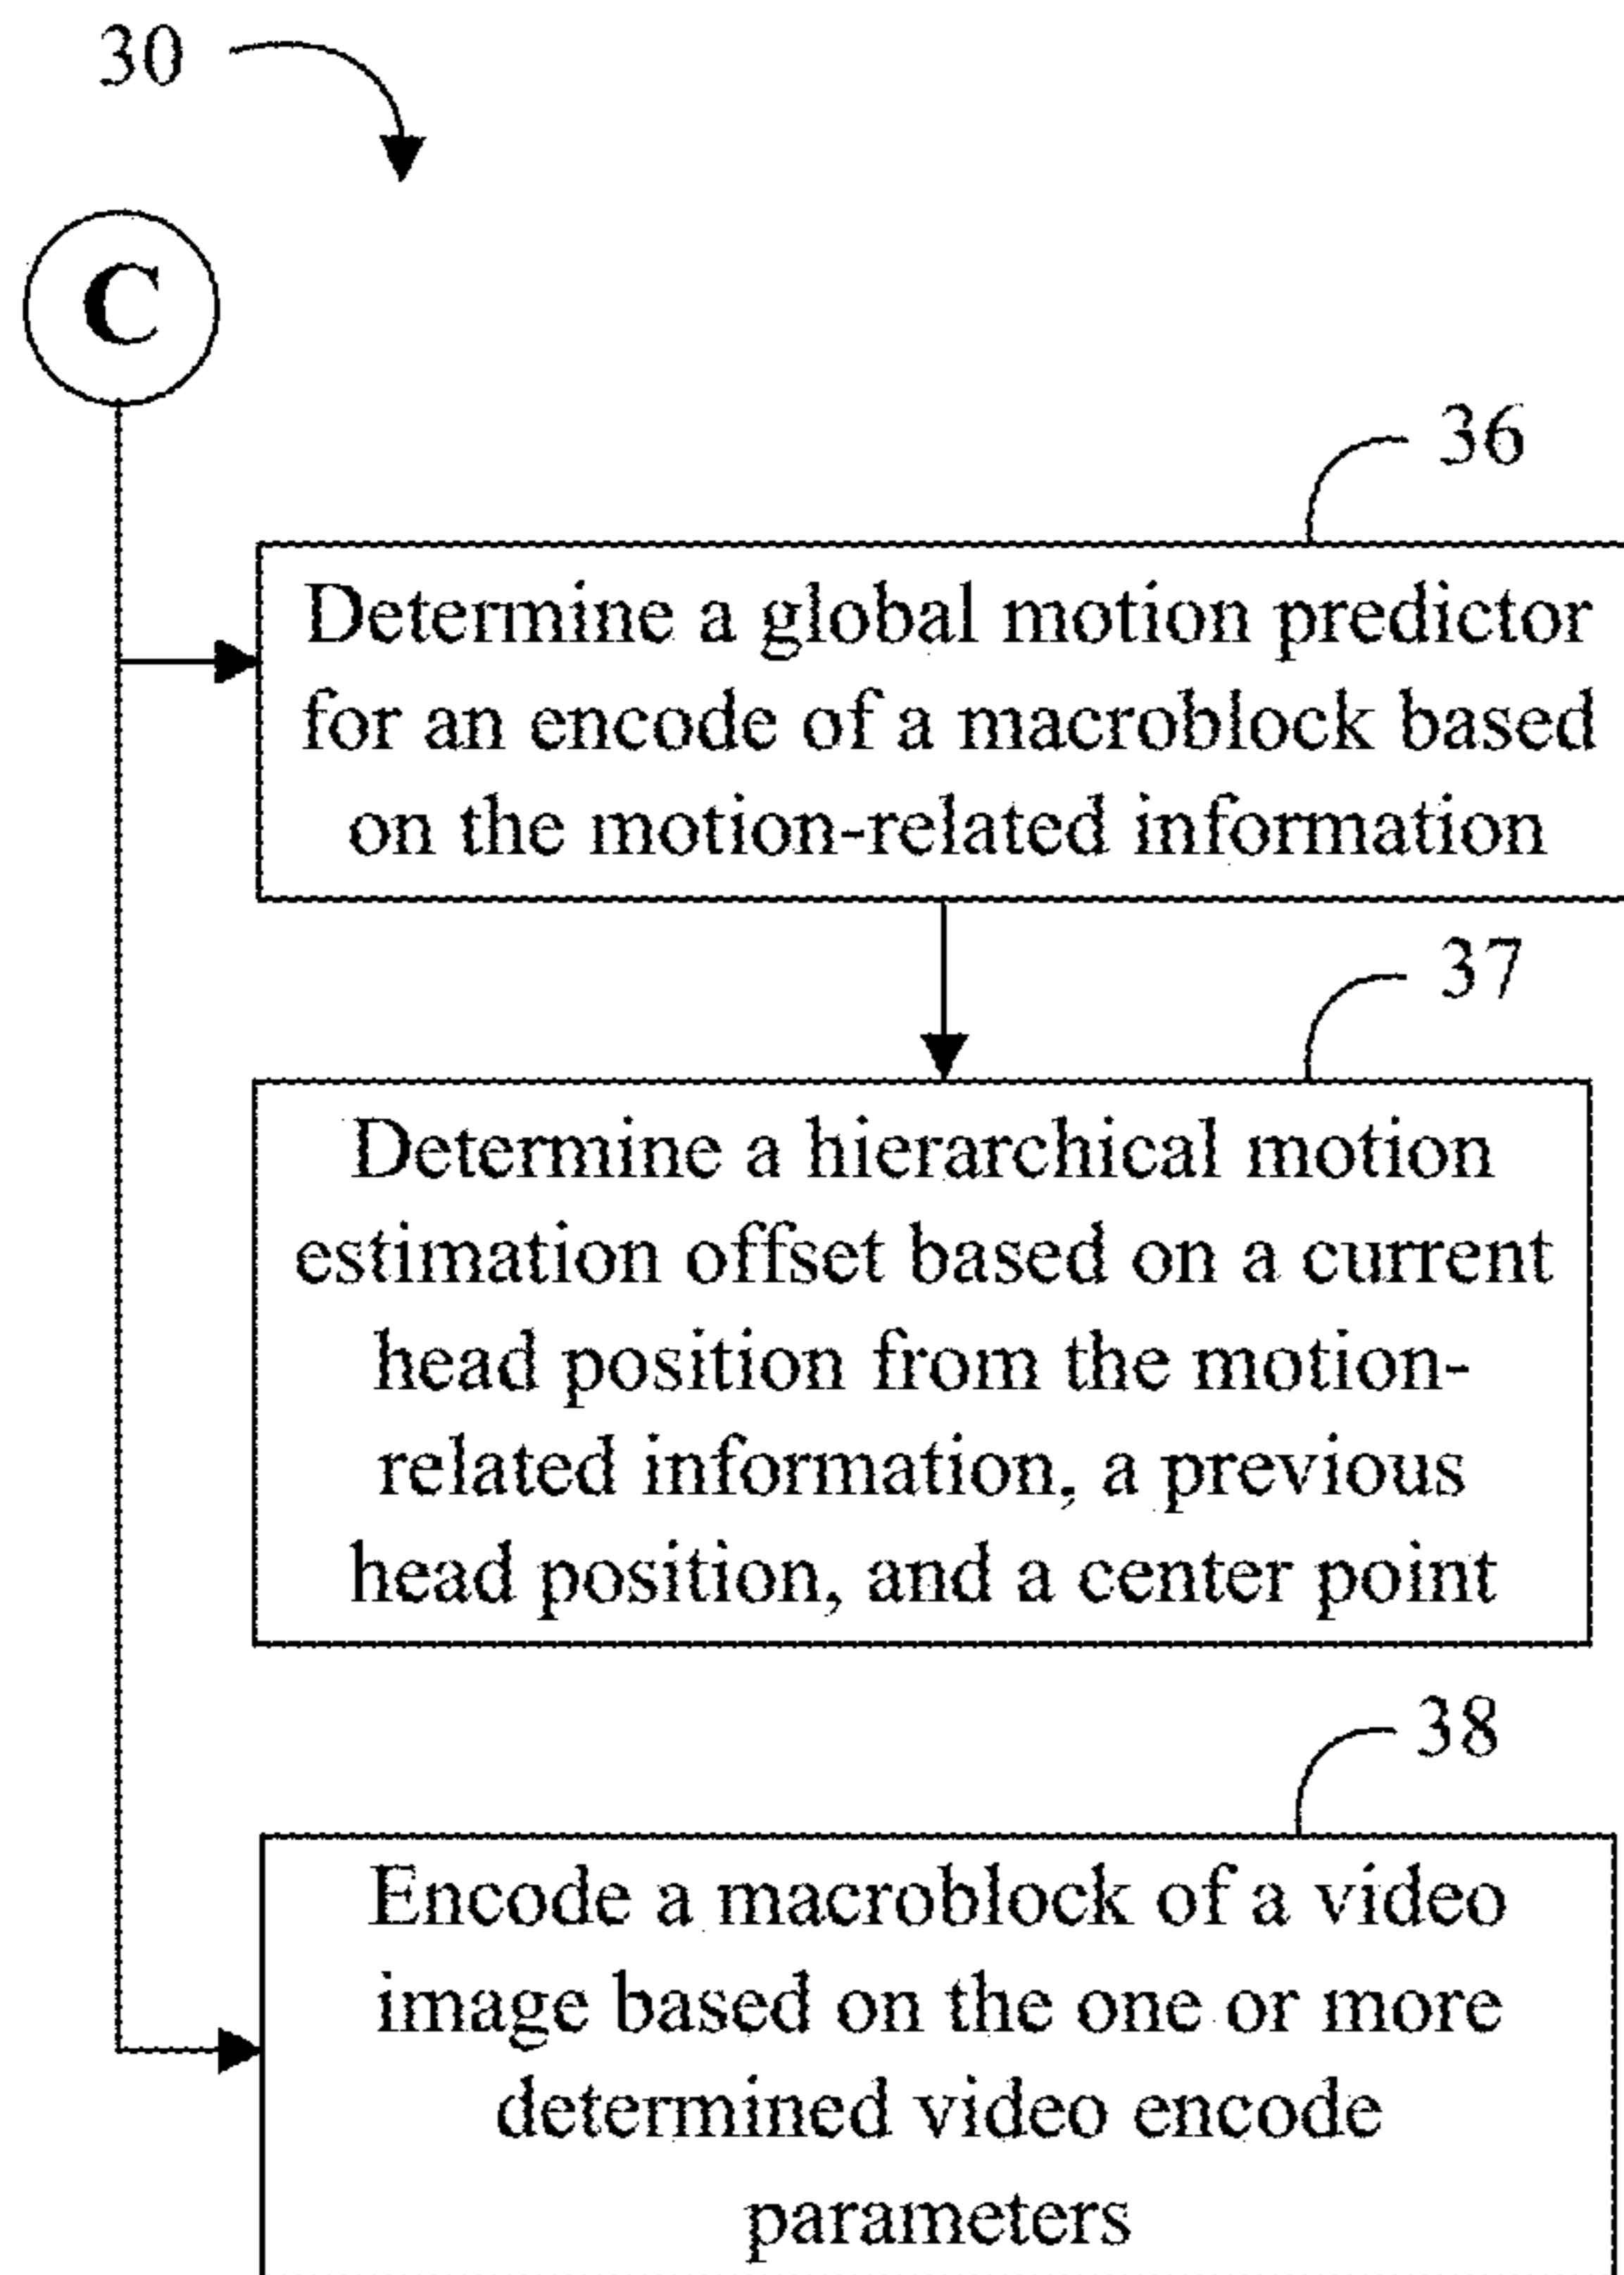 30
C
36
Determine a global motion predictor
for an encode of a macroblock based
on the motion-related information
37
Determine a hierarchical motion
estimation offset based on a current
head position from the motion-
related information, a previous
head position, and a center point
38
Encode a macroblock of a video
image based on the one or more
determined video encode
parameters